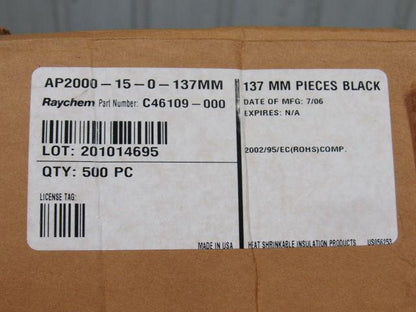 AP2000-15-0-137MM
Raychem Part Number: C46109-000
LOT: 201014695
QTY: 500 PC
LICENSE TAG:
MADE IN USA
137 MM PIECES BLACK
DATE OF MFG: 7/06
EXPIRES: N/A
2002/95/EC(ROHS)COMP.
HEAT SHRINKABLE INSULATION PRODUCTS US056253